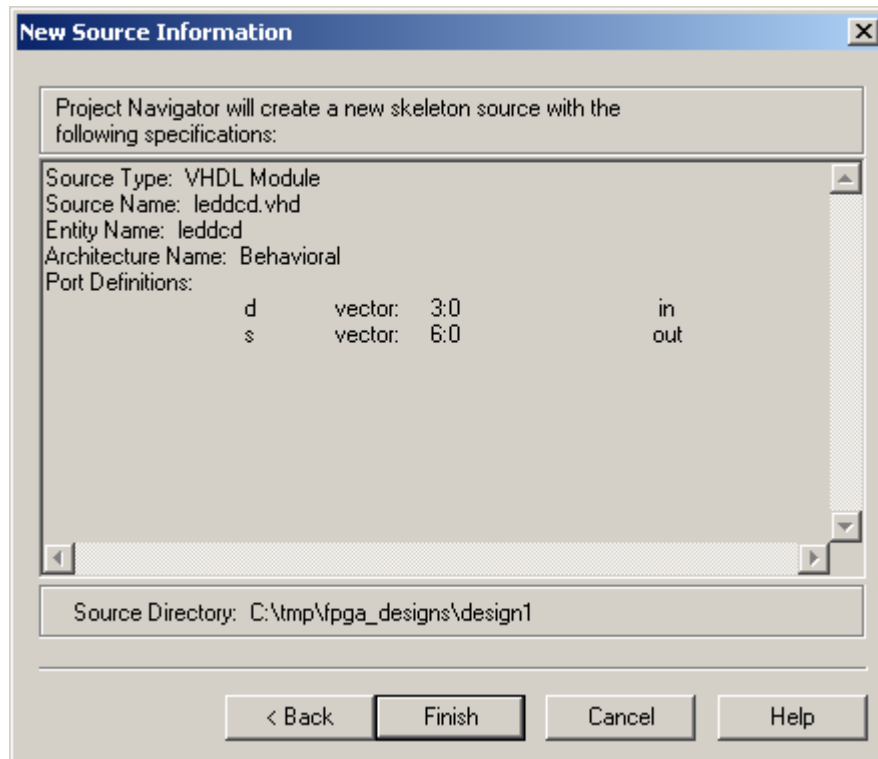 New Source Information
Project Navigator will create a new skeleton source with the
following specifications:
Source Type: VHDL Module
Source Name: leddcd.vhd
Entity Name: leddcd
Architecture Name: Behavioral
Port Definitions:
d vector: 3:0 in
s vector: 6:0 out
Source Directory: C:\tmp\fpga_designs\design1
< Back Finish Cancel Help